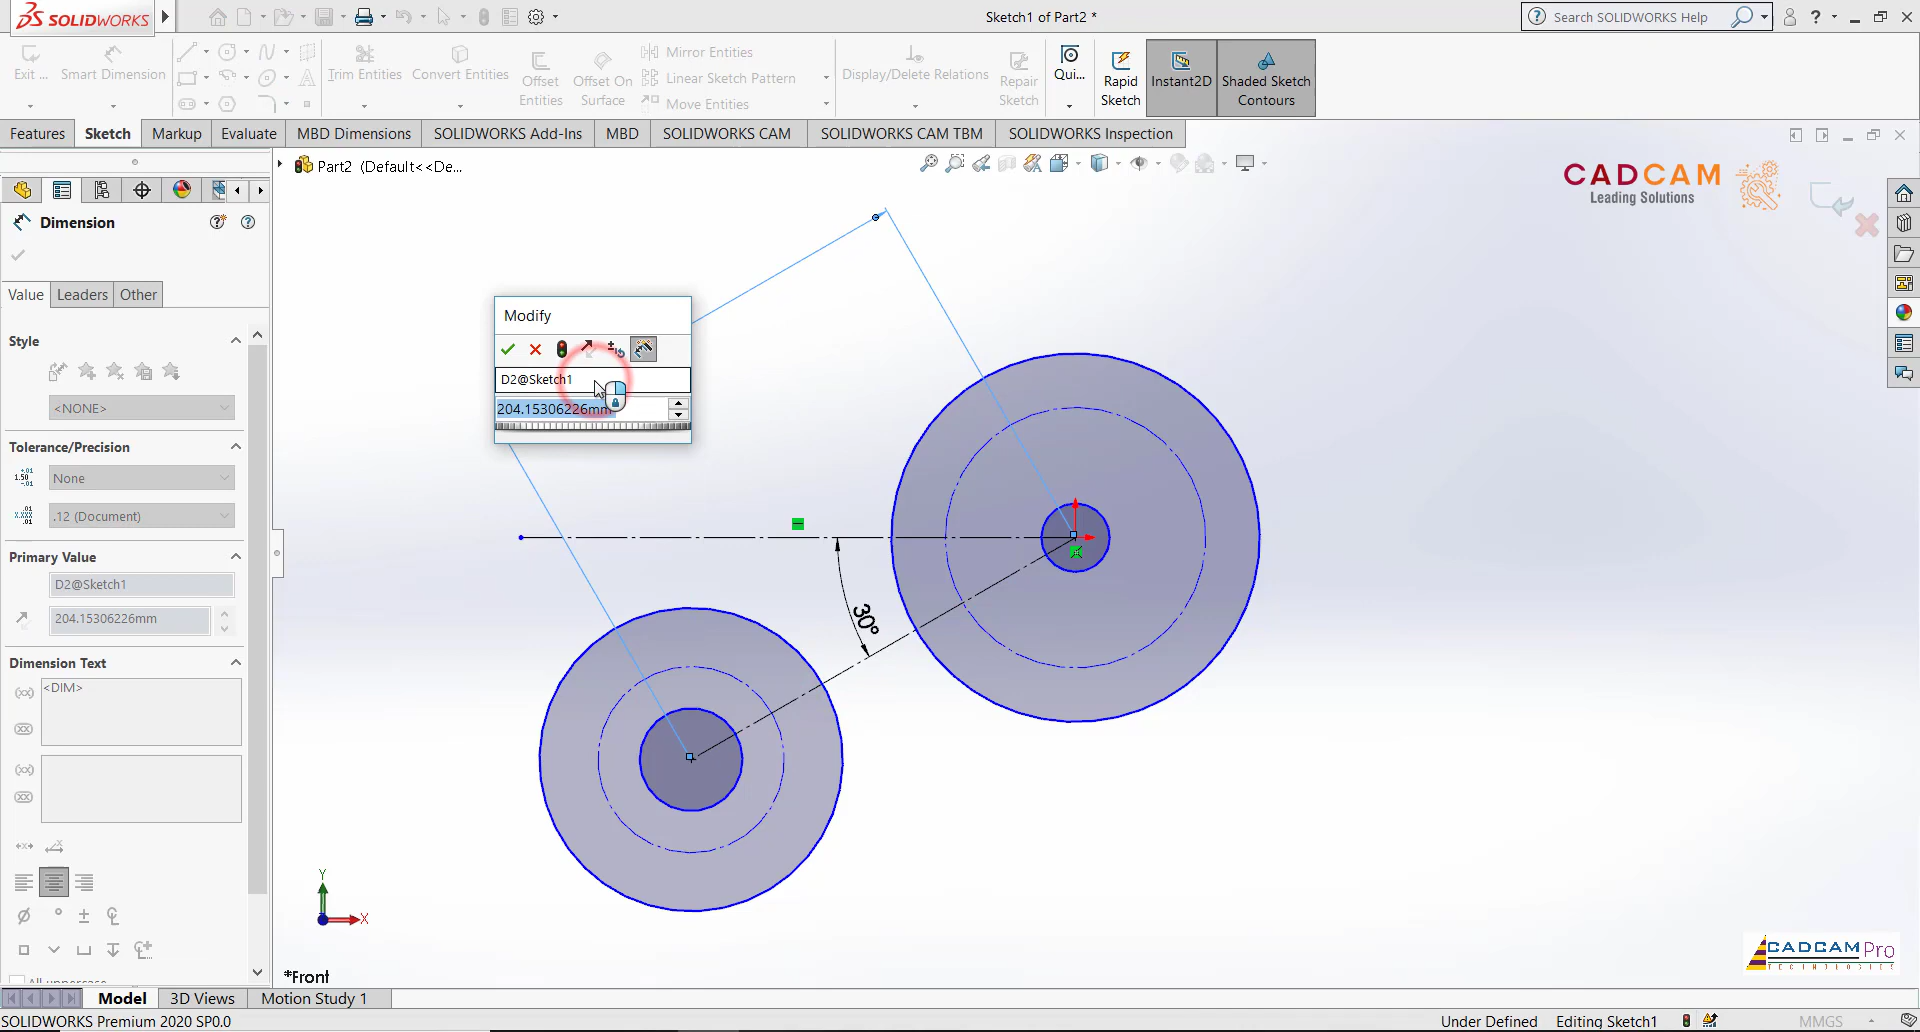 SOLIDWORKS
Sketch1 of Part2 *
Search SOLIDWORKS Help
Exit ...
Smart Dimension
Trim Entities
Convert Entities
Offset Entities
Offset On Surface
Mirror Entities
Linear Sketch Pattern
Move Entities
Display/Delete Relations
Repair Sketch
Qui...
Rapid Sketch
Instant2D
Shaded Sketch Contours
Features
Sketch
Markup
Evaluate
MBD Dimensions
SOLIDWORKS Add-Ins
MBD
SOLIDWORKS CAM
SOLIDWORKS CAM TBM
SOLIDWORKS Inspection
Part2 (Default<<De...
CADCAM
Leading Solutions
Dimension
Value
Leaders
Other
Style
<NONE>
Tolerance/Precision
None
.12 (Document)
Primary Value
D2@Sketch1
204.15306226mm
Dimension Text
<DIM>
Modify
D2@Sketch1
204.15306226mm
30°
Y
X
*Front
CADCAM Pro
TECHNOLOGIES
Model
3D Views
Motion Study 1
SOLIDWORKS Premium 2020 SP0.0
Under Defined
Editing Sketch1
MMGS